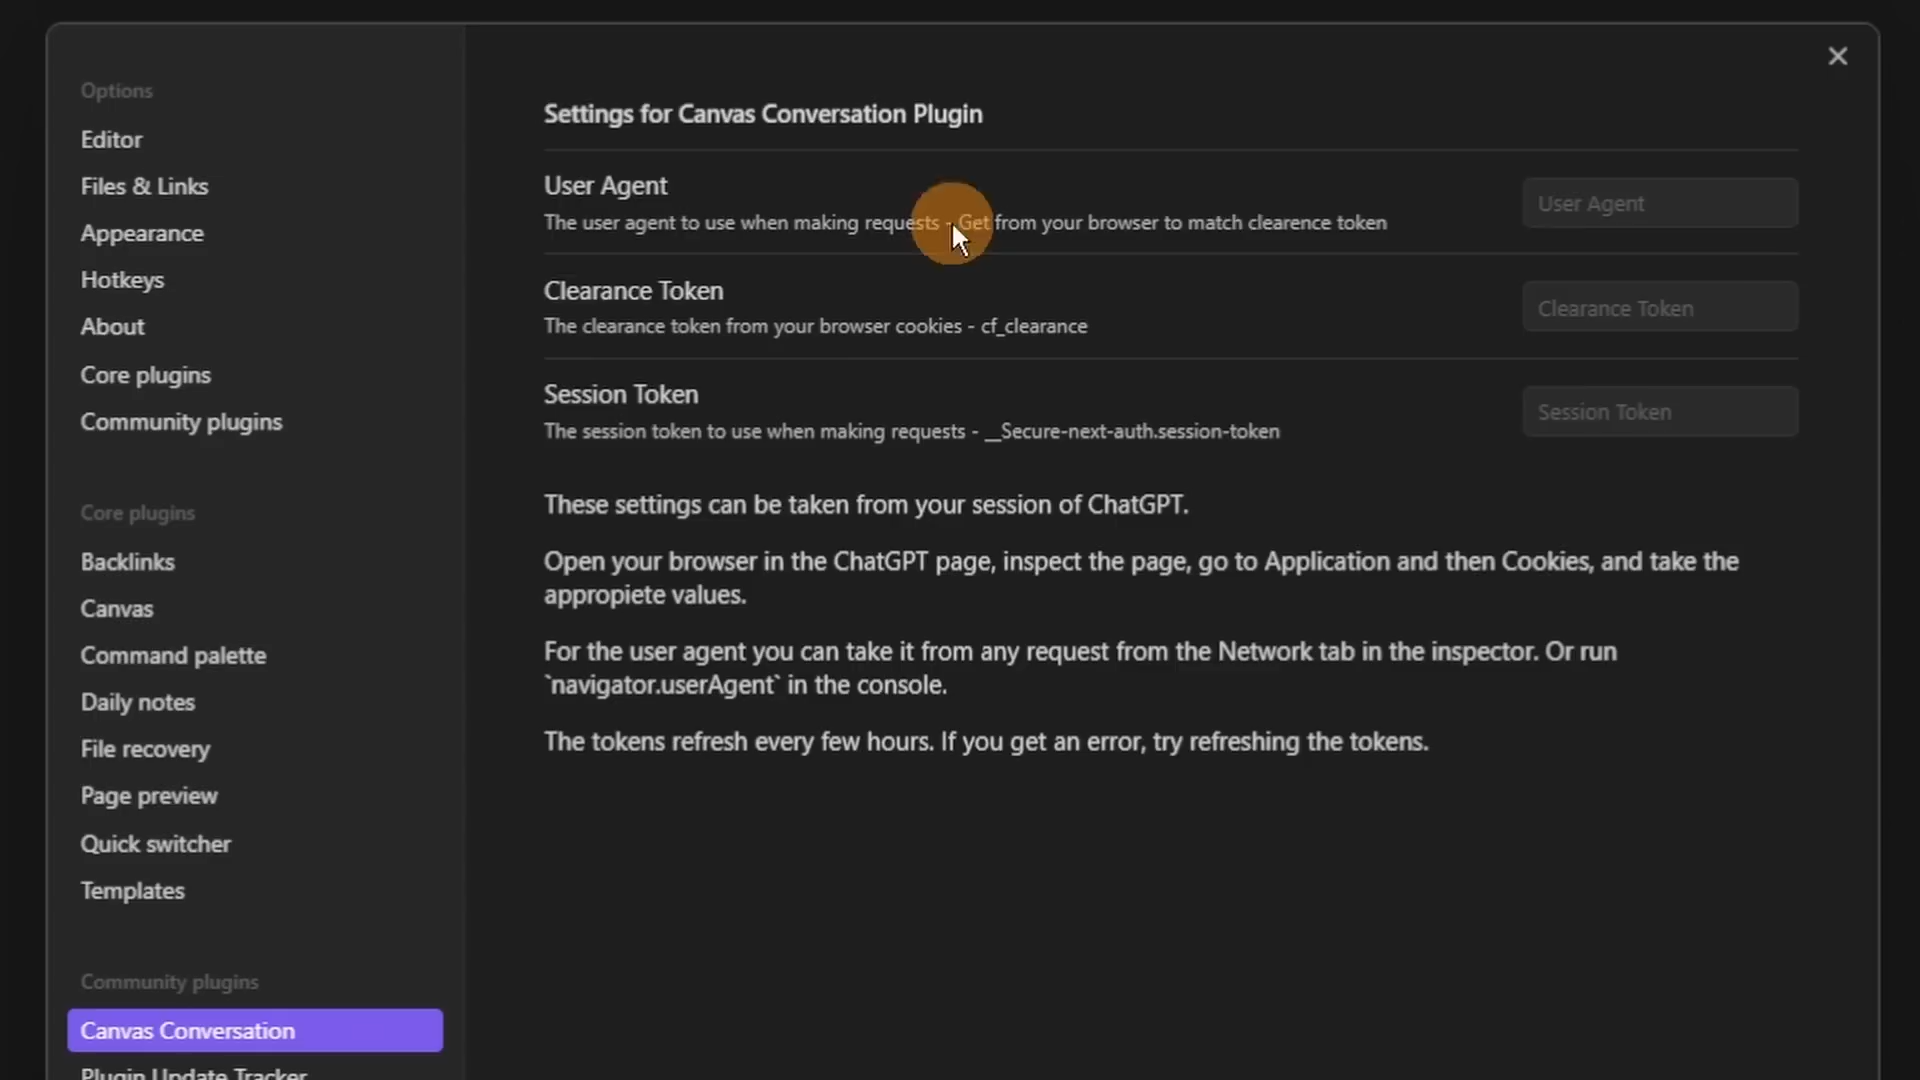 Options
Editor
Files & Links
Appearance
Hotkeys
About
Core plugins
Community plugins
Core plugins
Backlinks
Canvas
Command palette
Daily notes
File recovery
Page preview
Quick switcher
Templates
Community plugins
Canvas Conversation
Plugin Update Tracker
Settings for Canvas Conversation Plugin
User Agent
The user agent to use when making requests - Get from your browser to match clearence token
User Agent
Clearance Token
The clearance token from your browser cookies - cf_clearance
Clearance Token
Session Token
The session token to use when making requests - __Secure-next-auth.session-token
Session Token
These settings can be taken from your session of ChatGPT.
Open your browser in the ChatGPT page, inspect the page, go to Application and then Cookies, and take the
appropiete values.
For the user agent you can take it from any request from the Network tab in the inspector. Or run
`navigator.userAgent` in the console.
The tokens refresh every few hours. If you get an error, try refreshing the tokens.